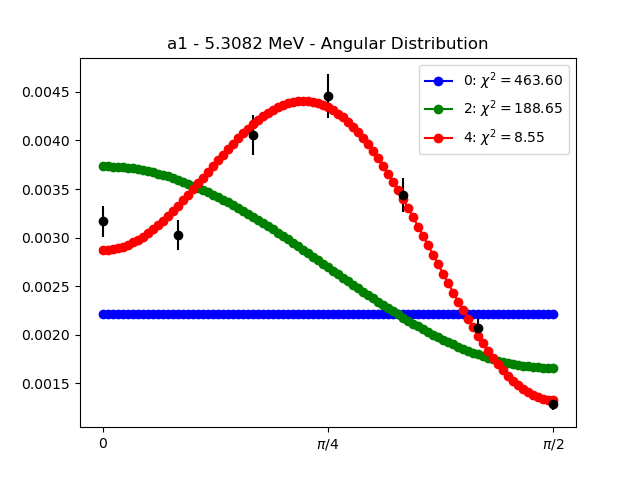 a1 - 5.3082 MeV - Angular Distribution
0: χ² = 463.60
2: χ² = 188.65
4: χ² = 8.55
0.0045
0.0040
0.0035
0.0030
0.0025
0.0020
0.0015
0
π/4
π/2